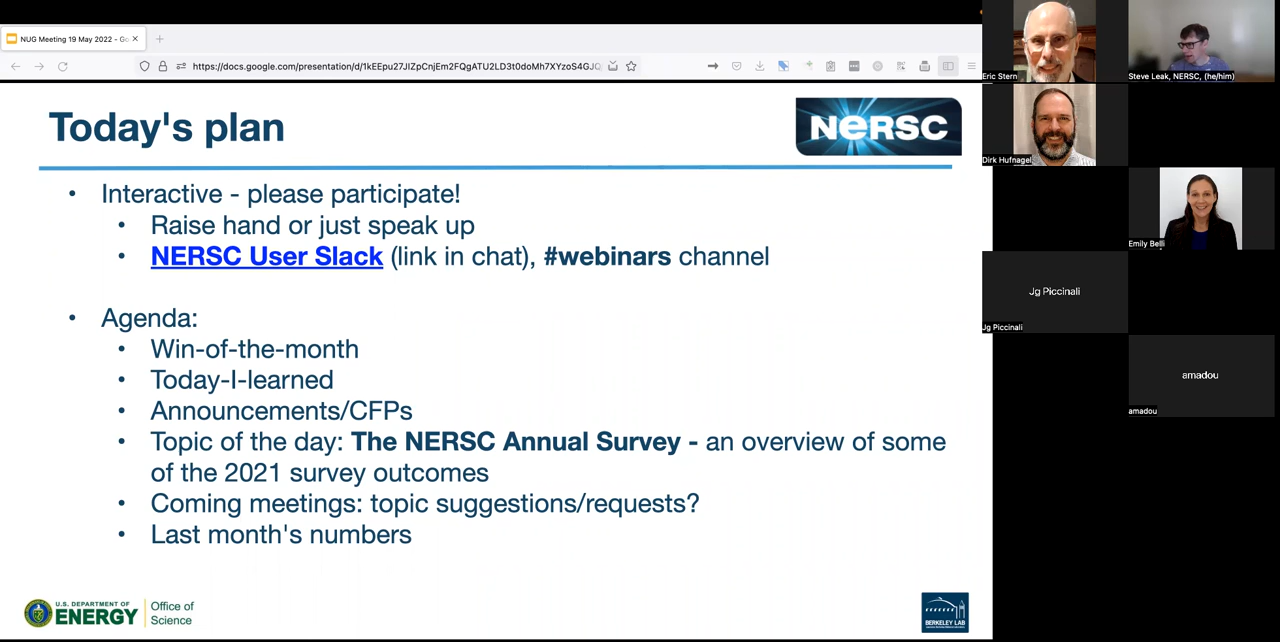 NUG Meeting 19 May 2022 - Go
https://docs.google.com/presentation/d/1kEEpu27JIZpCnjEm2FQgATU2LD3t0doMh7XYzoS4GJQ
Today's plan
NERSC
• Interactive - please participate!
• Raise hand or just speak up
• NERSC User Slack (link in chat), #webinars channel
• Agenda:
• Win-of-the-month
• Today-I-learned
• Announcements/CFPs
• Topic of the day: The NERSC Annual Survey - an overview of some
of the 2021 survey outcomes
• Coming meetings: topic suggestions/requests?
• Last month's numbers
U.S. DEPARTMENT OF
ENERGY
Office of
Science
BERKELEY LAB
Eric Stern
Steve Leak, NERSC, (he/him)
Dirk Hufnagel
Emily Belli
Jg Piccinali
Jg Piccinali
amadou
amadou